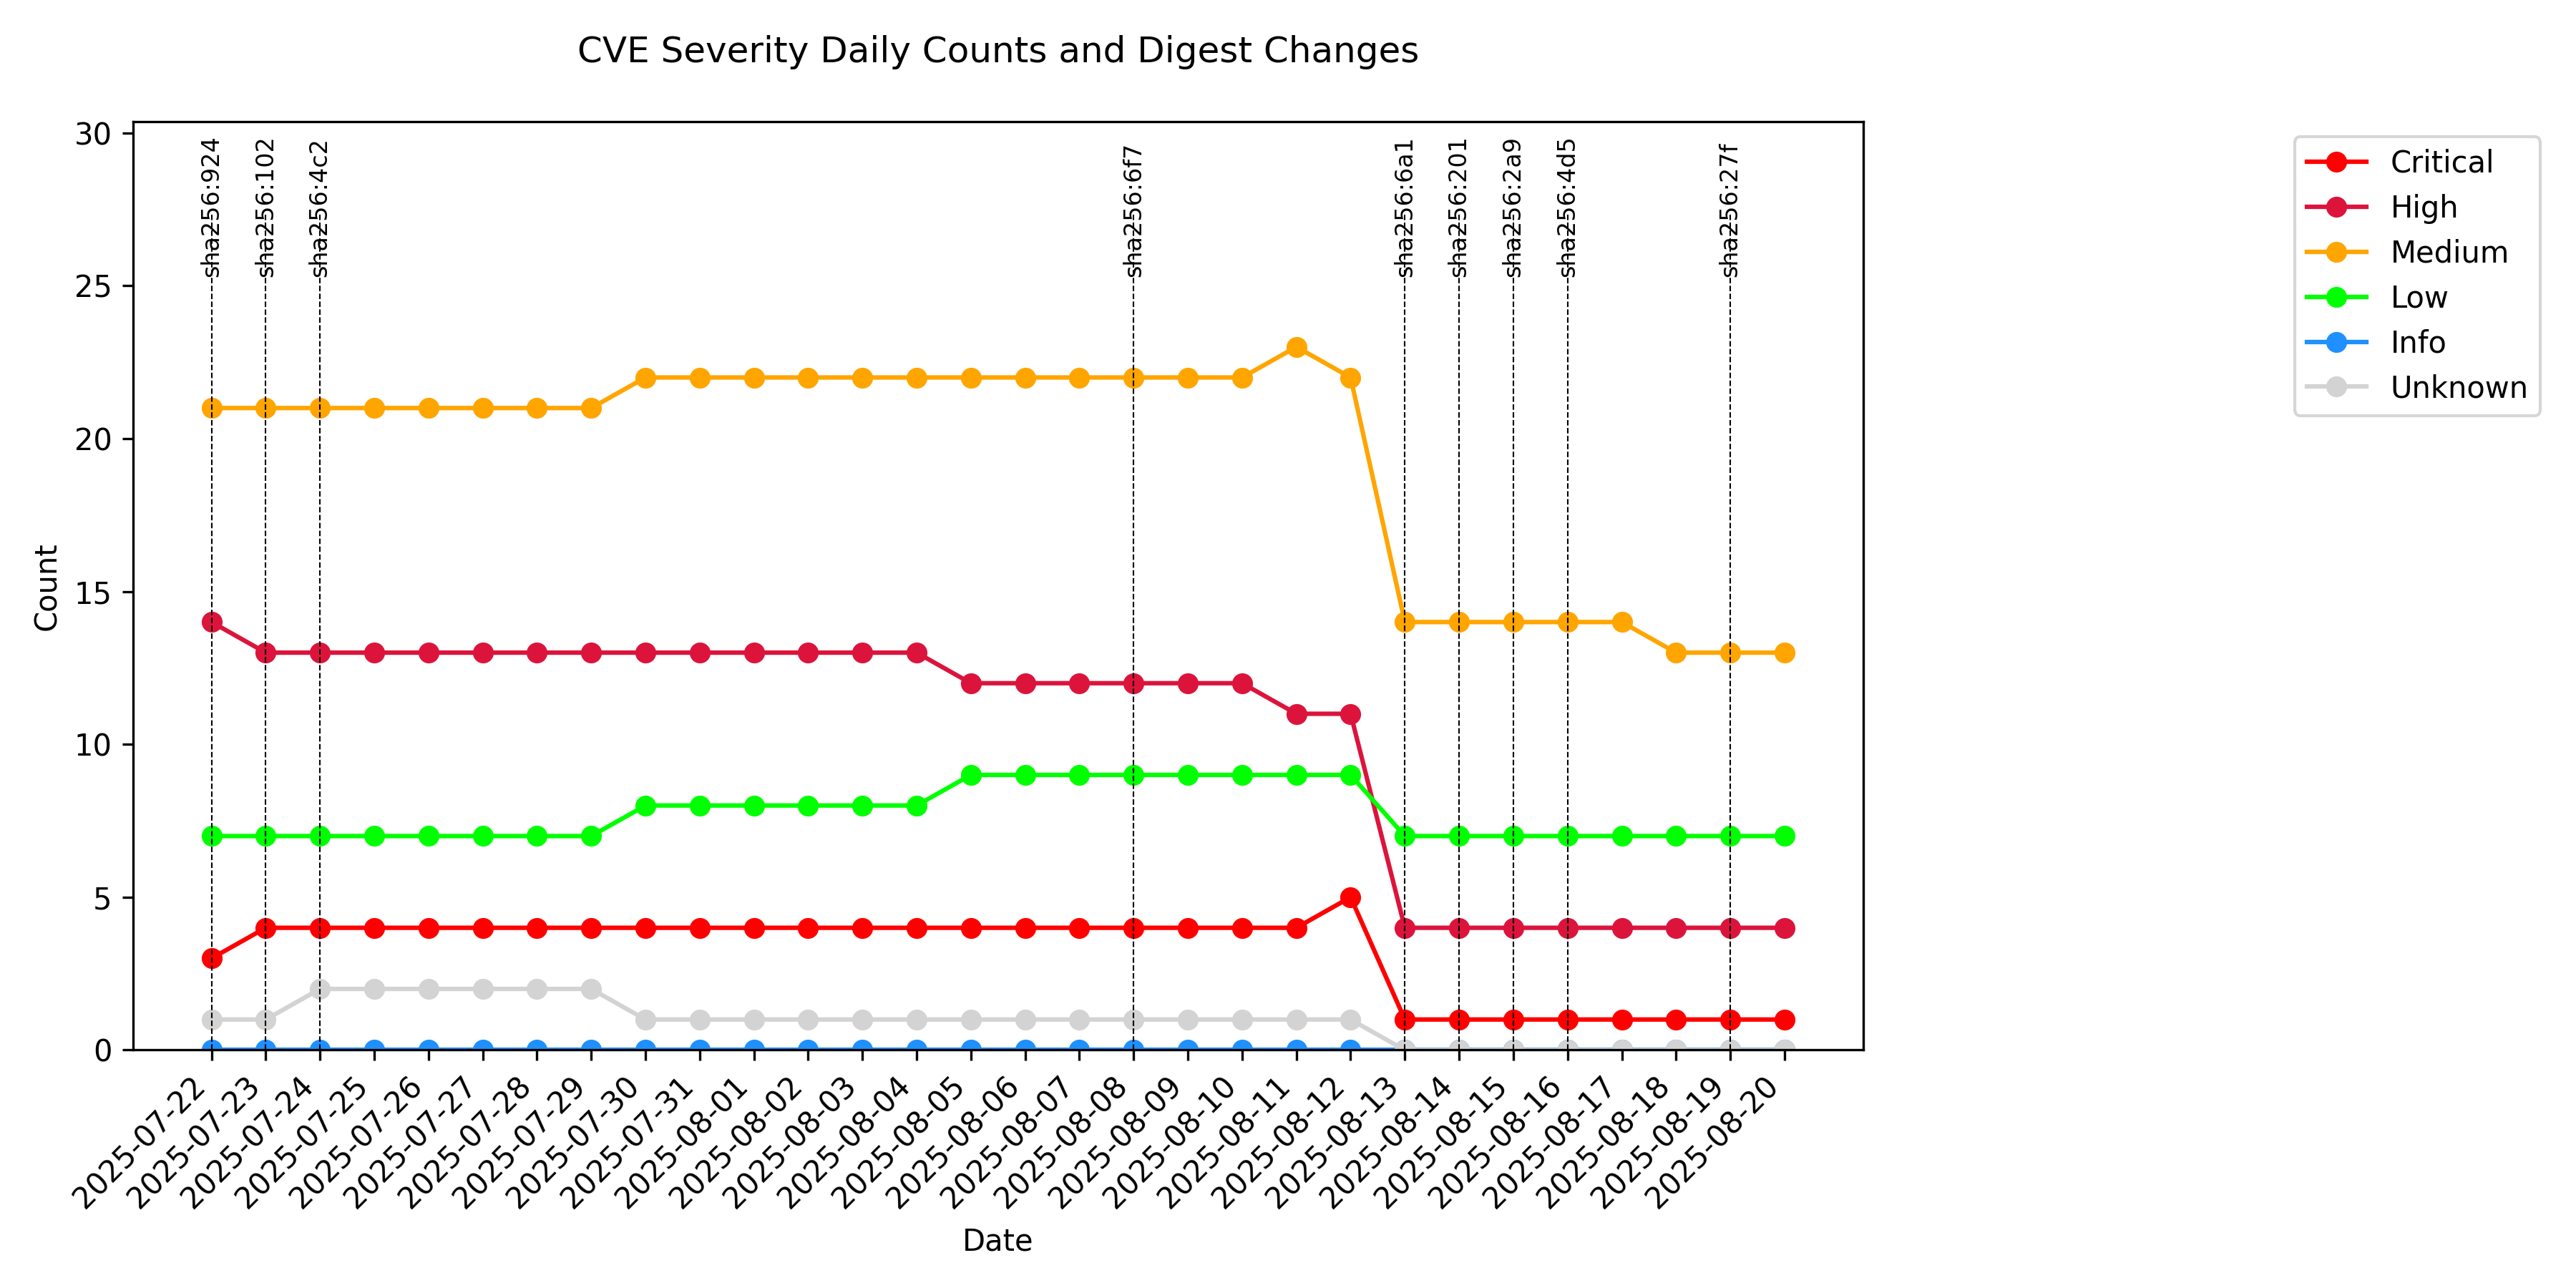 CVE Severity Daily Counts and Digest Changes
30
25
20
15
10
5
0
Count
sha256:924
sha256:102
sha256:4c2
sha256:6f7
sha256:6a1
sha256:201
sha256:2a9
sha256:4d5
sha256:27f
Critical
High
Medium
Low
Info
Unknown
2025-07-22
2025-07-23
2025-07-24
2025-07-25
2025-07-26
2025-07-27
2025-07-28
2025-07-29
2025-07-30
2025-07-31
2025-08-01
2025-08-02
2025-08-03
2025-08-04
2025-08-05
2025-08-06
2025-08-07
2025-08-08
2025-08-09
2025-08-10
2025-08-11
2025-08-12
2025-08-13
2025-08-14
2025-08-15
2025-08-16
2025-08-17
2025-08-18
2025-08-19
2025-08-20
Date